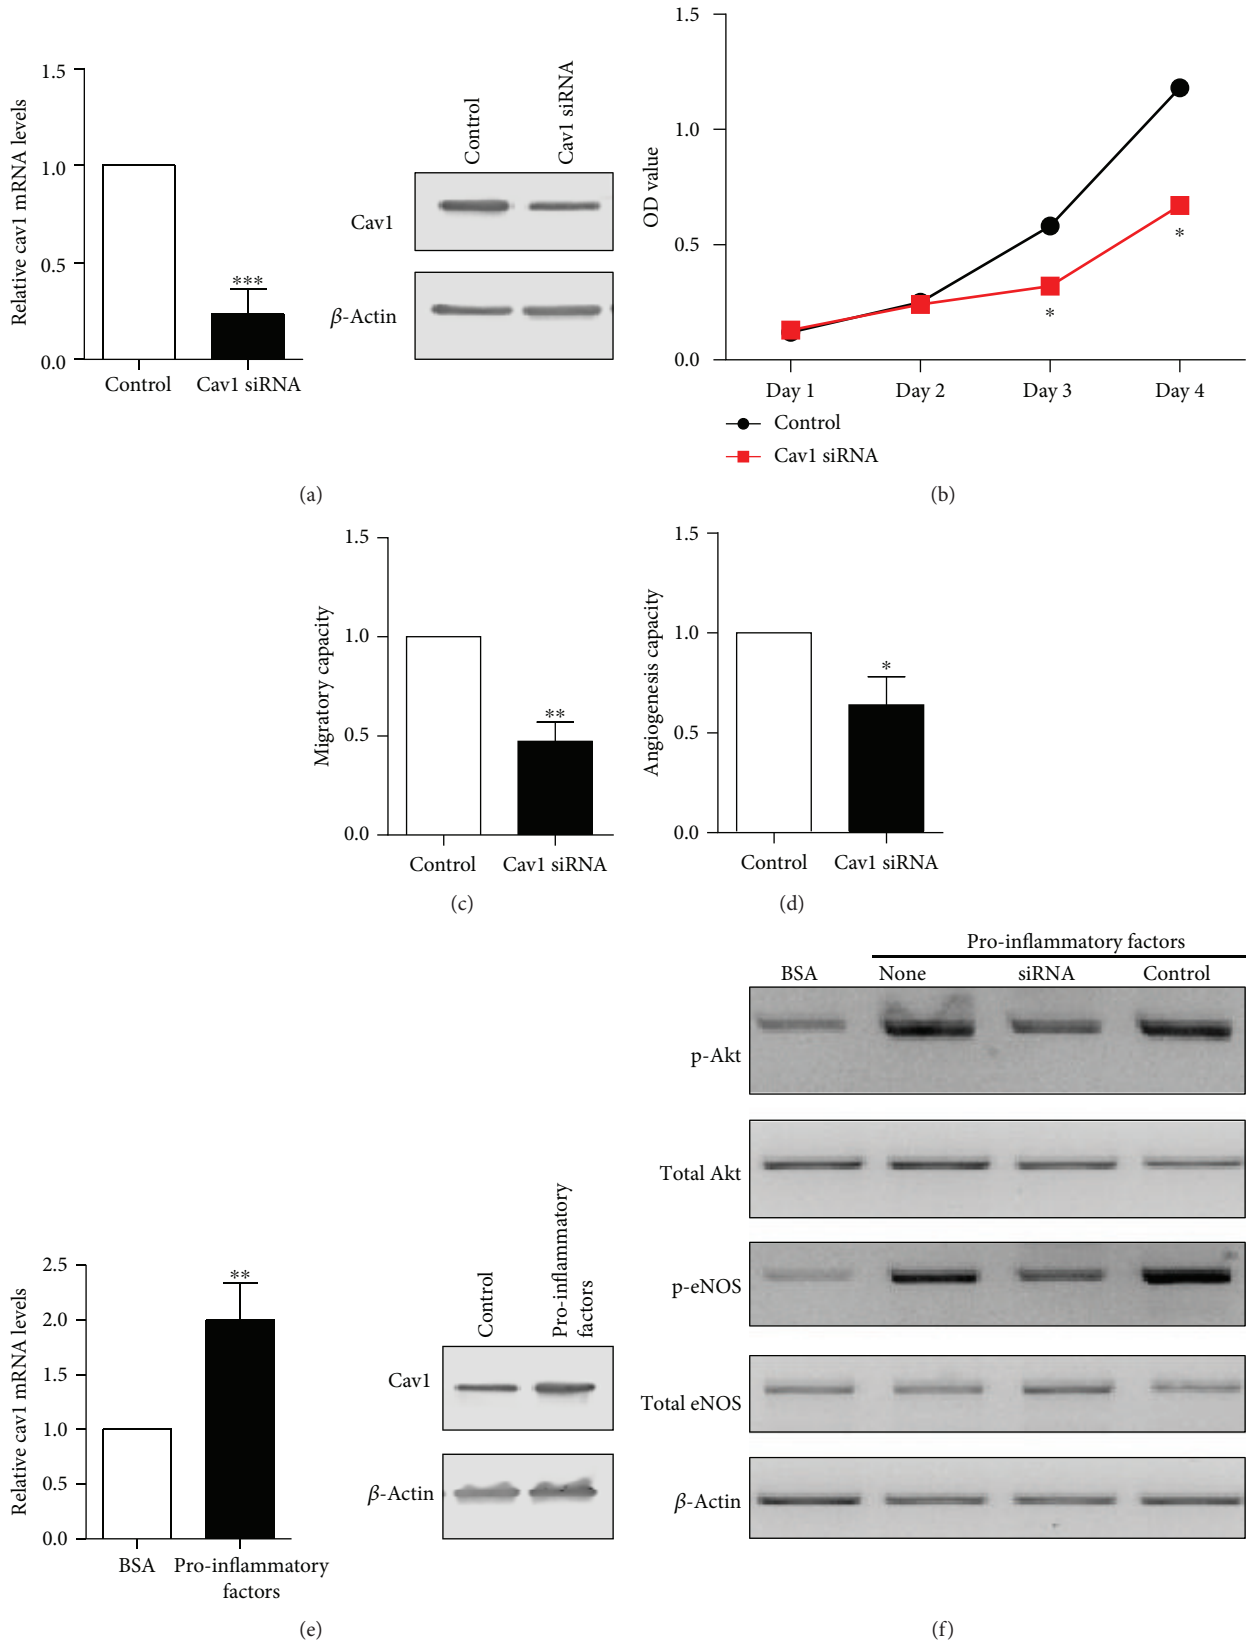 Relative cav1 mRNA levels
1.5
1.0
0.5
0.0
***
Control
Cav1 siRNA
Control
Cav1 siRNA
Cav1
β-Actin
(a)
OD value
1.5
1.0
0.5
0.0
*
*
Day 1
Day 2
Day 3
Day 4
Control
Cav1 siRNA
(b)
Migratory capacity
1.5
1.0
0.5
0.0
**
Control
Cav1 siRNA
(c)
Angiogenesis capacity
1.5
1.0
0.5
0.0
*
Control
Cav1 siRNA
(d)
Relative cav1 mRNA levels
2.5
2.0
1.5
1.0
0.5
0.0
**
BSA
Pro-inflammatory
factors
Control
Pro-inflammatory
factors
Cav1
β-Actin
(e)
Pro-inflammatory factors
BSA
None
siRNA
Control
p-Akt
Total Akt
p-eNOS
Total eNOS
β-Actin
(f)